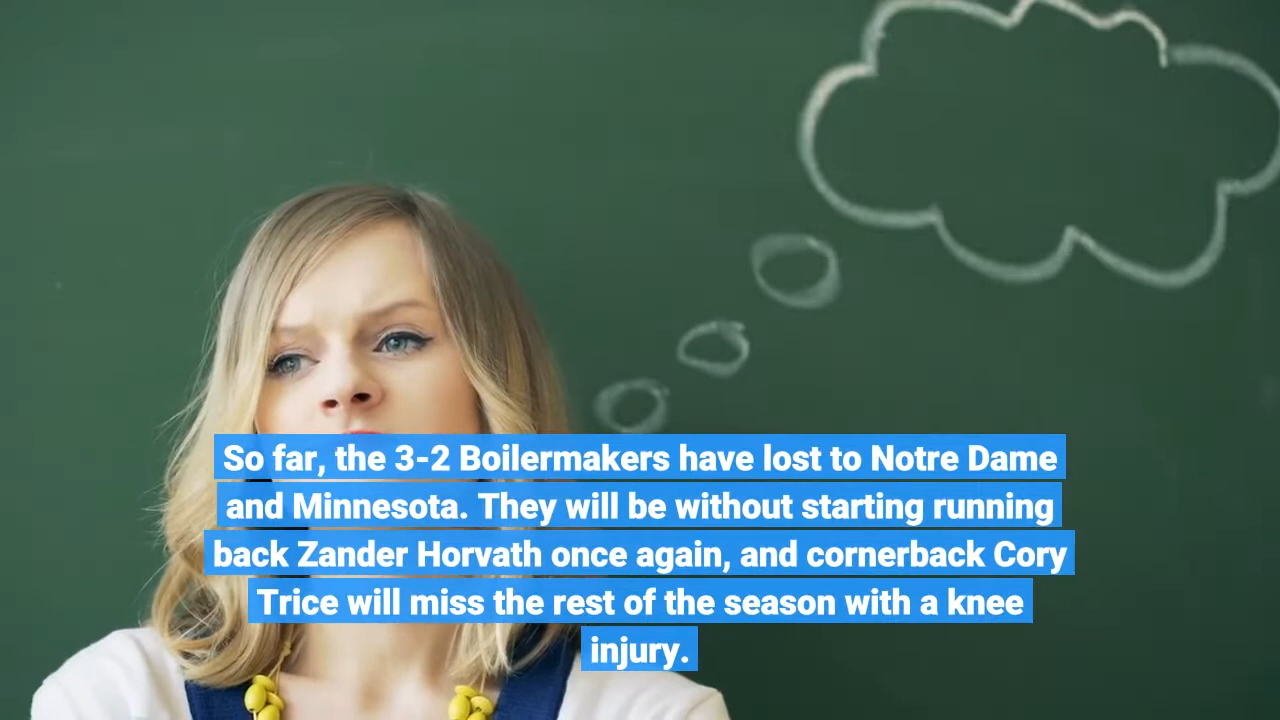 So far, the 3-2 Boilermakers have lost to Notre Dame
and Minnesota. They will be without starting running
back Zander Horvath once again, and cornerback Cory
Trice will miss the rest of the season with a knee
injury.